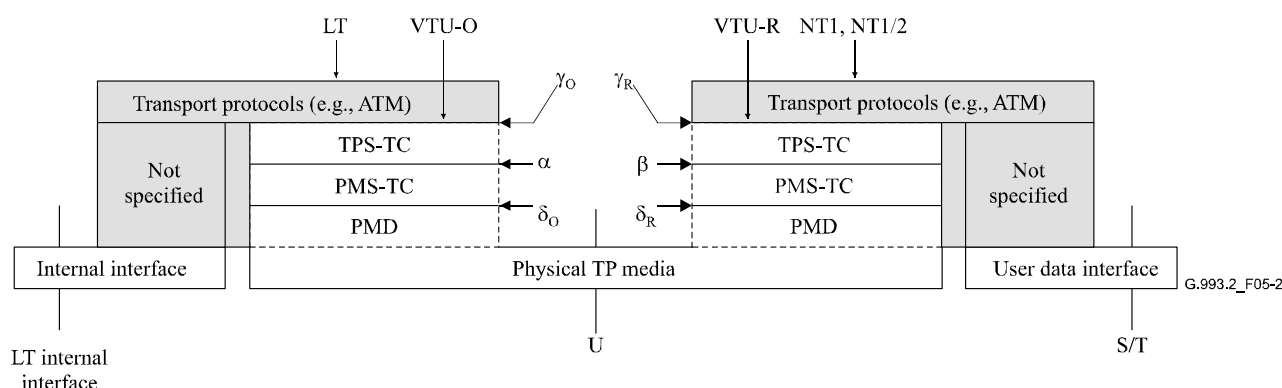 LT
VTU-O
VTU-R
NT1, NT1/2
γO
γR
Transport protocols (e.g., ATM)
Transport protocols (e.g., ATM)
Not
specified
TPS-TC
α
β
TPS-TC
Not
specified
PMS-TC
PMS-TC
δO
δR
PMD
PMD
Internal interface
Physical TP media
User data interface
G.993.2_F05-2
U
S/T
LT internal
interface